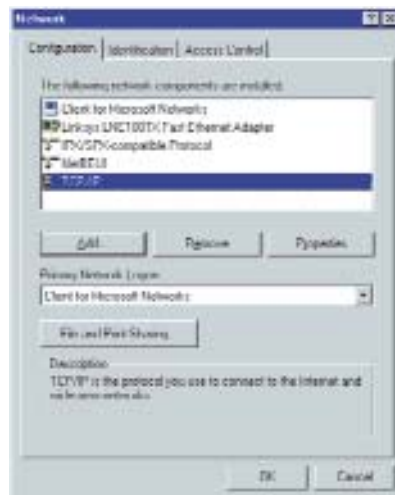 Network
Configuration Identification Access Control
The following network components are installed:
Client for Microsoft Networks
Linksys LNE100TX Fast Ethernet Adapter
IPX/SPX-compatible Protocol
NetBEUI
TCP/IP
Add...
Remove
Properties
Primary Network Logon:
Client for Microsoft Networks
File and Print Sharing...
Description
TCP/IP is the protocol you use to connect to the Internet and
wide-area networks.
OK
Cancel